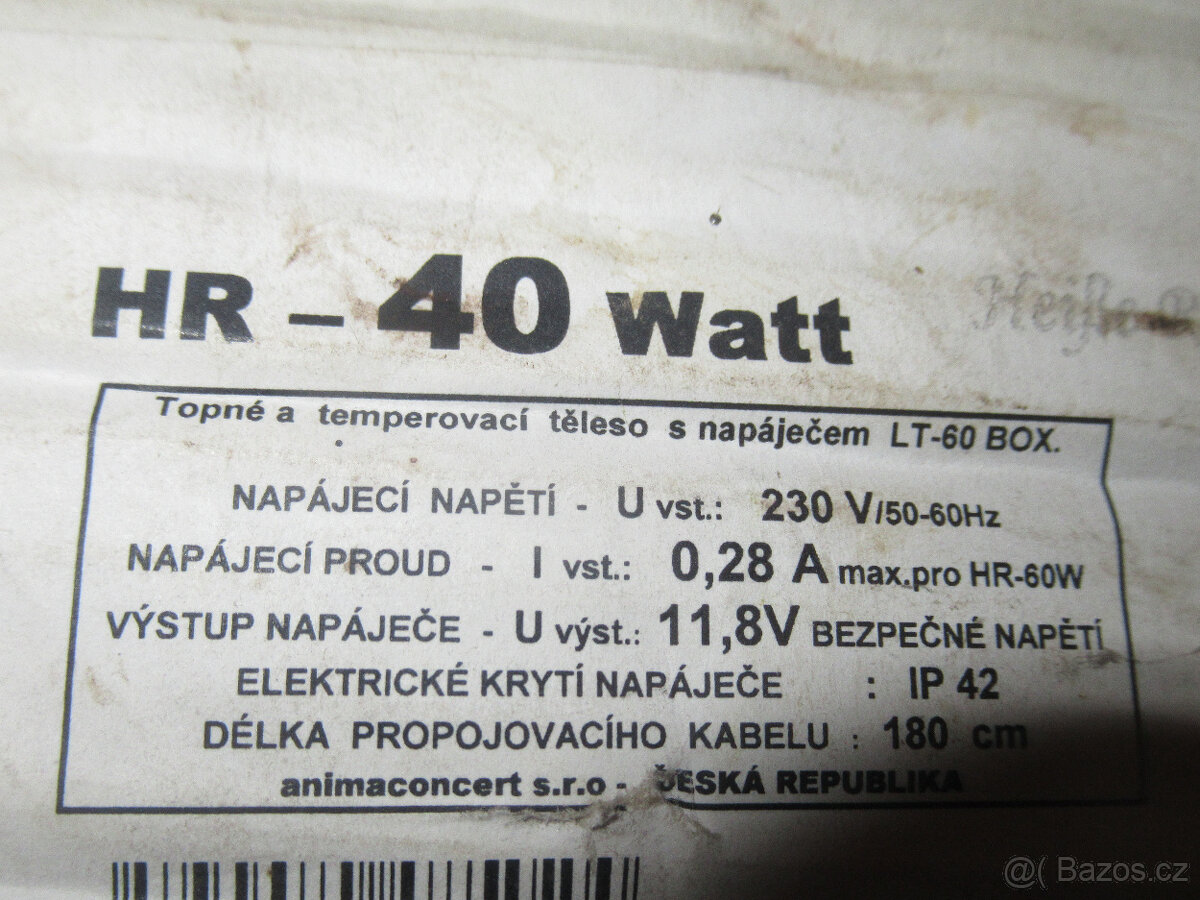 HR - 40 Watt
Topné a temperovací těleso s napáječem LT-60 BOX.
NAPÁJECÍ NAPĚTÍ - U vst.: 230 V/50-60Hz
NAPÁJECÍ PROUD - I vst.: 0,28 A max.pro HR-60W
VÝSTUP NAPÁJEČE - U výst.: 11,8V BEZPEČNÉ NAPĚTÍ
ELEKTRICKÉ KRYTÍ NAPÁJEČE : IP 42
DÉLKA PROPOJOVACÍHO KABELU : 180 cm
animaconcert s.r.o - ČESKÁ REPUBLIKA
@( Bazos.cz